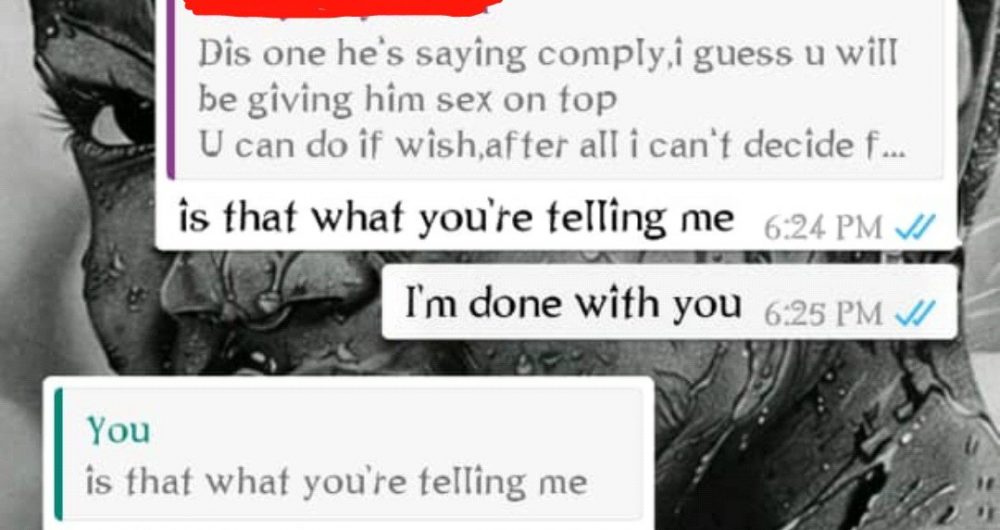 Dis one he's saying comply,i guess u will
be giving him sex on top
U can do if wish,after all i can't decide f...
is that what you're telling me 6:24 PM
I'm done with you 6:25 PM
You
is that what you're telling me